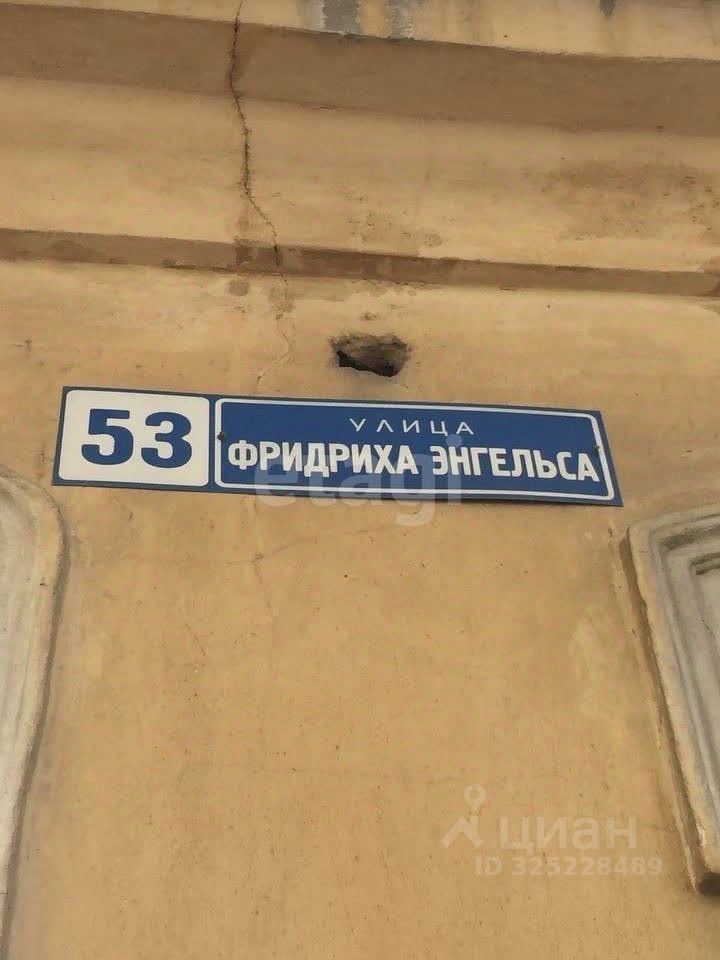 53
УЛИЦА
ФРИДРИХА ЭНГЕЛЬСА
etagi
циан
ID 325228489